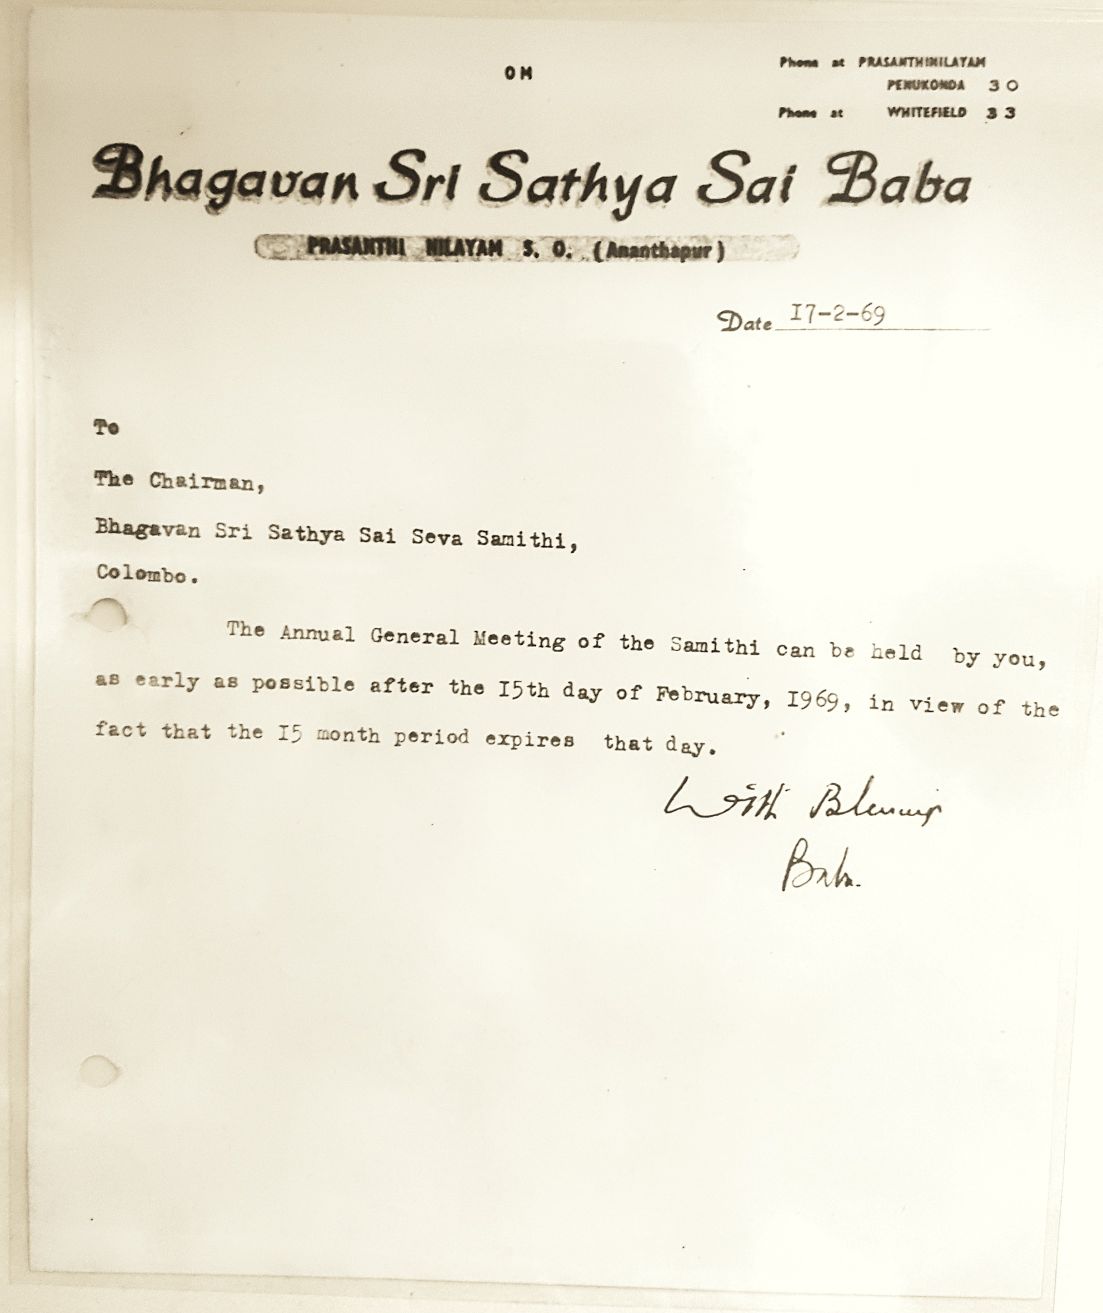 OM
Phone at PRASANTHINILAYAM
PENUKONDA 30
Phone at WHITEFIELD 33
Bhagavan Sri Sathya Sai Baba
PRASANTHI NILAYAM S. O. (Ananthapur)
Date 17-2-69
To
The Chairman,
Bhagavan Sri Sathya Sai Seva Samithi,
Colombo.
The Annual General Meeting of the Samithi can be held by you,
as early as possible after the 15th day of February, 1969, in view of the
fact that the 15 month period expires that day.
With Blessings
Baba.